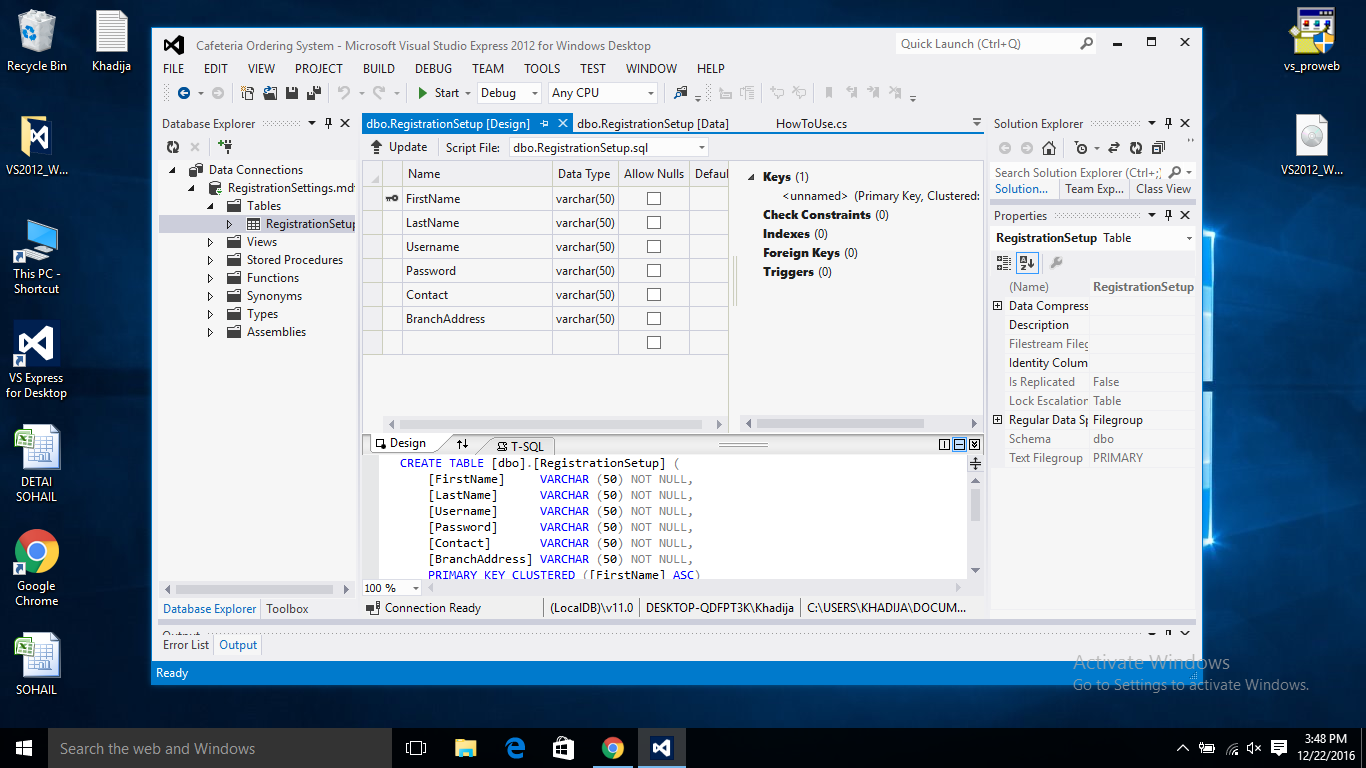 Recycle Bin
Khadija
VS2012_W...
This PC -
Shortcut
VS Express
for Desktop
DETAI
SOHAIL
Google
Chrome
SOHAIL
vs_proweb
VS2012_W...
Cafeteria Ordering System - Microsoft Visual Studio Express 2012 for Windows Desktop
Quick Launch (Ctrl+Q)
FILE EDIT VIEW PROJECT BUILD DEBUG TEAM TOOLS TEST WINDOW HELP
Start Debug Any CPU
Database Explorer
Data Connections
RegistrationSettings.md
Tables
RegistrationSetup
Views
Stored Procedures
Functions
Synonyms
Types
Assemblies
Database Explorer Toolbox
dbo.RegistrationSetup [Design] dbo.RegistrationSetup [Data] HowToUse.cs
Update Script File: dbo.RegistrationSetup.sql
Name Data Type Allow Nulls Defaul
FirstName varchar(50)
LastName varchar(50)
Username varchar(50)
Password varchar(50)
Contact varchar(50)
BranchAddress varchar(50)
Keys (1)
<unnamed> (Primary Key, Clustered:
Check Constraints (0)
Indexes (0)
Foreign Keys (0)
Triggers (0)
Design T-SQL
CREATE TABLE [dbo].[RegistrationSetup] (
[FirstName] VARCHAR (50) NOT NULL,
[LastName] VARCHAR (50) NOT NULL,
[Username] VARCHAR (50) NOT NULL,
[Password] VARCHAR (50) NOT NULL,
[Contact] VARCHAR (50) NOT NULL,
[BranchAddress] VARCHAR (50) NOT NULL,
PRIMARY KEY CLUSTERED ([FirstName] ASC)
100 %
Connection Ready (LocalDB)\v11.0 DESKTOP-QDFPT3K\Khadija C:\USERS\KHADIJA\DOCUM...
Solution Explorer
Search Solution Explorer (Ctrl+;)
Solution... Team Exp... Class View
Properties
RegistrationSetup Table
(Name) RegistrationSetup
Data Compress
Description
Filestream Fileg
Identity Colum
Is Replicated False
Lock Escalation Table
Regular Data Sp Filegroup
Schema dbo
Text Filegroup PRIMARY
Output
Error List Output
Ready
Activate Windows
Go to Settings to activate Windows.
Search the web and Windows
3:48 PM
12/22/2016